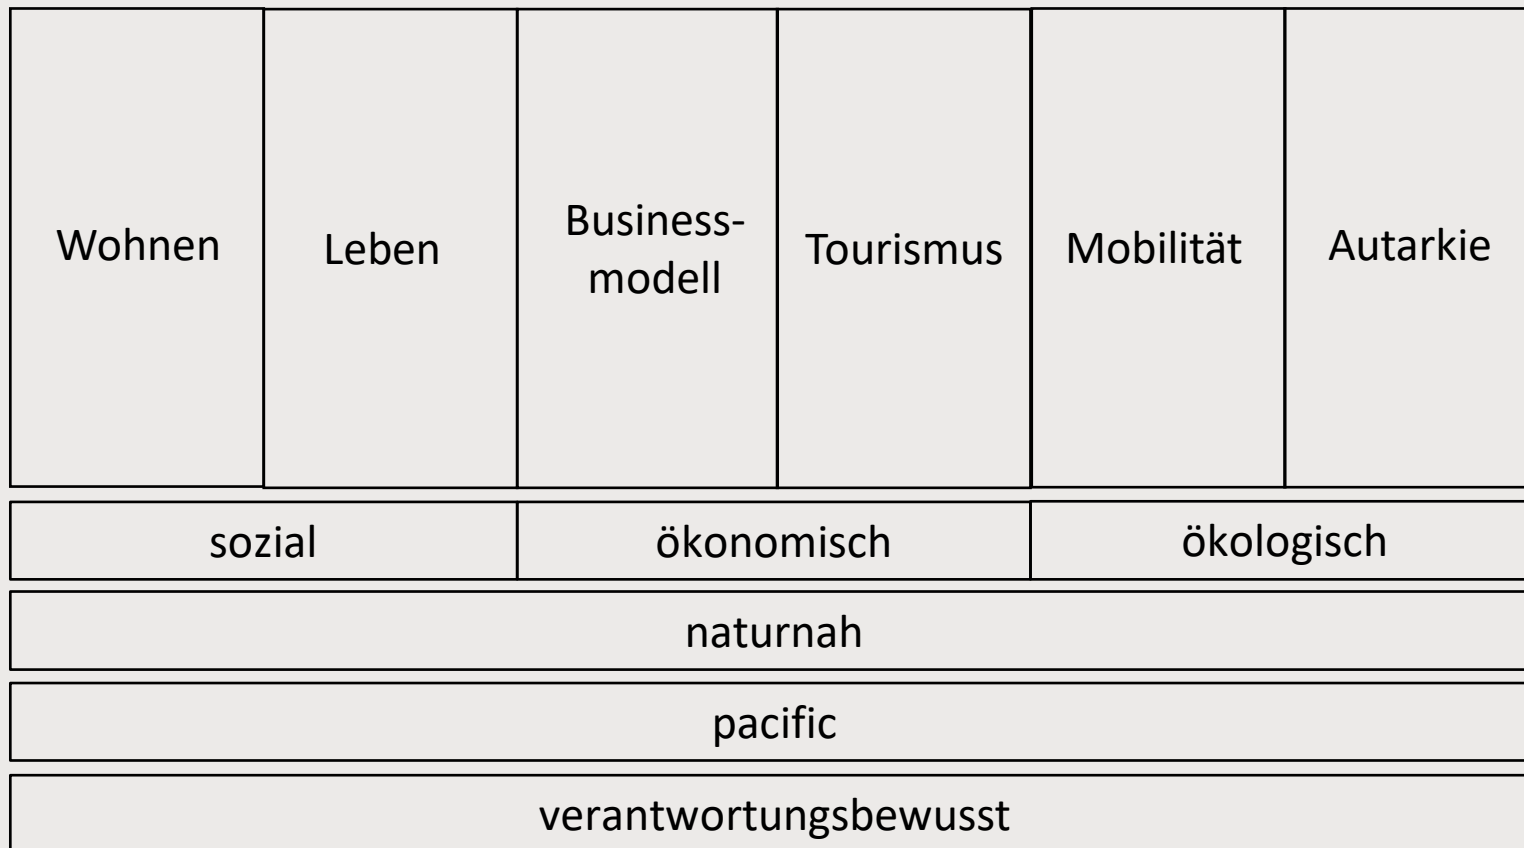 Wohnen
Leben
Business-
modell
Tourismus
Mobilität
Autarkie
sozial
ökonomisch
ökologisch
naturnah
pacific
verantwortungsbewusst